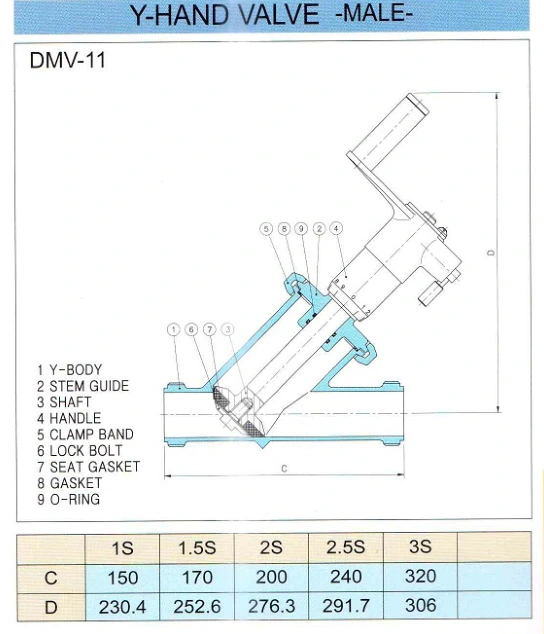 Y-HAND VALVE -MALE-
DMV-11
5 8 9 2 4
1 6 7 3
D
C
1 Y-BODY
2 STEM GUIDE
3 SHAFT
4 HANDLE
5 CLAMP BAND
6 LOCK BOLT
7 SEAT GASKET
8 GASKET
9 O-RING
1S 1.5S 2S 2.5S 3S
C 150 170 200 240 320
D 230.4 252.6 276.3 291.7 306